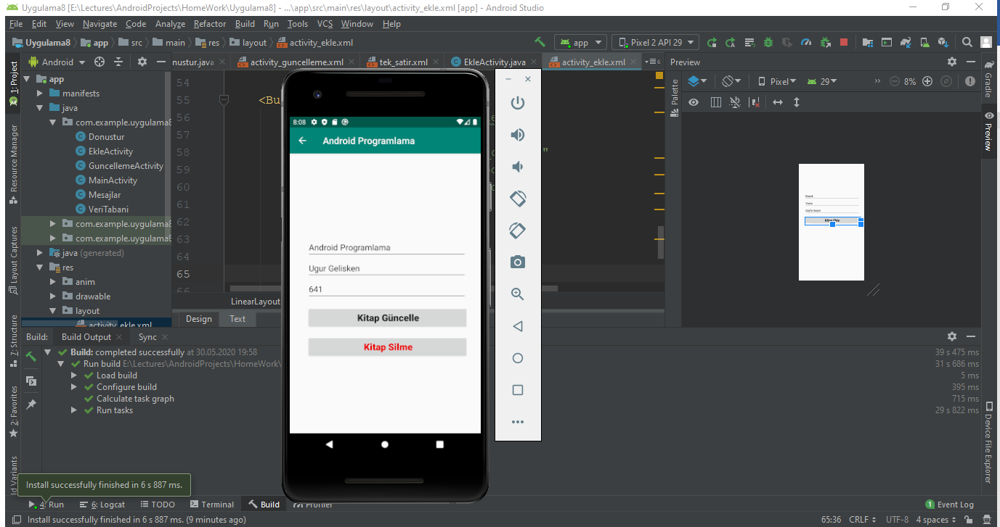 Uygulama8 [E:\Lectures\AndroidProjects\HomeWork\Uygulama8] - ...\app\src\main\res\layout\activity_ekle.xml [app] - Android Studio
File Edit View Navigate Code Analyze Refactor Build Run Tools VCS Window Help
Uygulama8 app src main res layout activity_ekle.xml app Pixel 2 API 29
1: Project
Resource Manager
Layout Captures
Z: Structure
2: Favorites
ld Variants
Android
app
manifests
java
com.example.uygulama8
Donustur
EkleActivity
GuncellemeActivity
MainActivity
Mesajlar
VeriTabani
com.example.uygulama8
com.example.uygulama8
java (generated)
res
anim
drawable
layout
activity_ekle.xml
nustur.java activity_guncelleme.xml tek_satir.xml EkleActivity.java activity_ekle.xml 6
54
55 <Bu
56
57
58 "
59
60
61
62
63
64
65
66
LinearLayout
Design Text
8:08
Android Programlama
Android Programlama
Ugur Gelisken
641
Kitap Güncelle
Kitap Silme
Preview
Palette
Pixel 29 8%
Başlık
Yazar
Sayfa Sayısı
Kitap Ekle
Gradle
Preview
Device File Explorer
Build: Build Output Sync
Build: completed successfully at 30.05.2020 19:58 39 s 475 ms
Run build E:\Lectures\AndroidProjects\HomeWork\ 31 s 686 ms
Load build 5 ms
Configure build 395 ms
Calculate task graph 715 ms
Run tasks 29 s 822 ms
Install successfully finished in 6 s 887 ms.
4: Run 6: Logcat TODO Terminal Build Profiler 1 Event Log
Install successfully finished in 6 s 887 ms. (9 minutes ago) 65:36 CRLF UTF-8 4 spaces